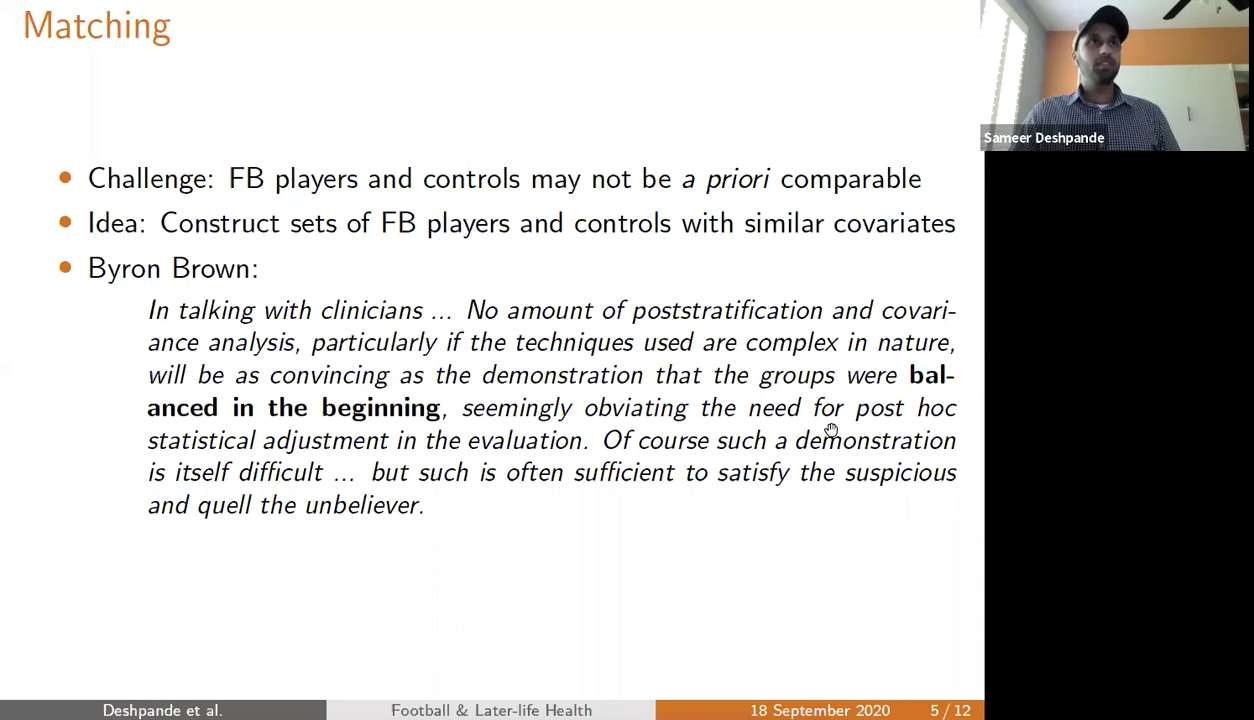 Matching
Sameer Deshpande
• Challenge: FB players and controls may not be a priori comparable
• Idea: Construct sets of FB players and controls with similar covariates
• Byron Brown:
In talking with clinicians ... No amount of poststratification and covari-
ance analysis, particularly if the techniques used are complex in nature,
will be as convincing as the demonstration that the groups were bal-
anced in the beginning, seemingly obviating the need for post hoc
statistical adjustment in the evaluation. Of course such a demonstration
is itself difficult ... but such is often sufficient to satisfy the suspicious
and quell the unbeliever.
Deshpande et al.
Football & Later-life Health
18 September 2020
5 / 12